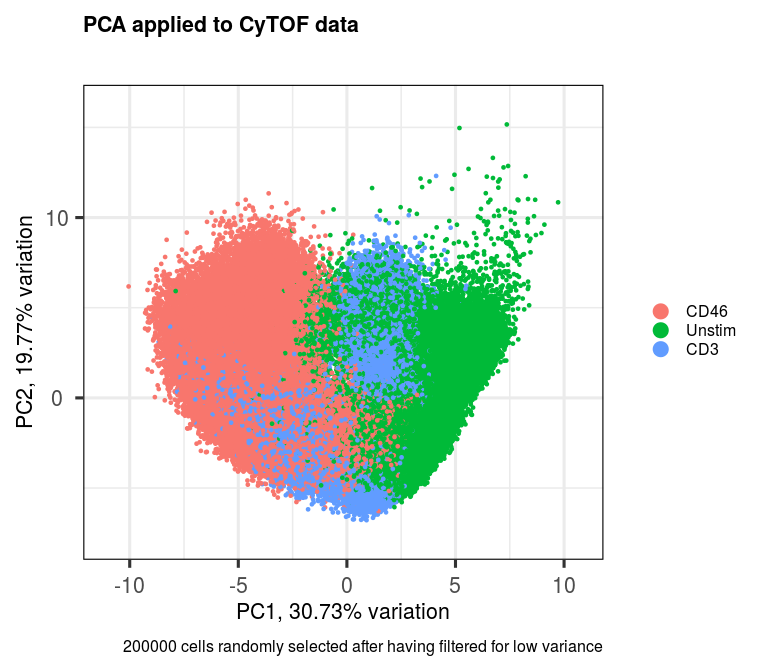 PCA applied to CyTOF data
10
0
PC2, 19.77% variation
-10 -5 0 5 10
PC1, 30.73% variation
CD46
Unstim
CD3
200000 cells randomly selected after having filtered for low variance